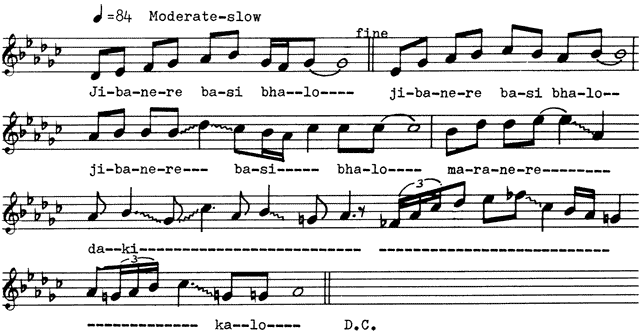 ♩=84 Moderate-slow
fine
Ji-ba-ne-re ba-si bha--lo---- ji-ba-ne-re ba-si bha-lo--
ji-ba-ne-re--- ba-si------ bha-lo---- ma-ra-ne-re---------
3
da--ki------------------------------ -------------------------------
3
--------------- ka--lo---- D.C.